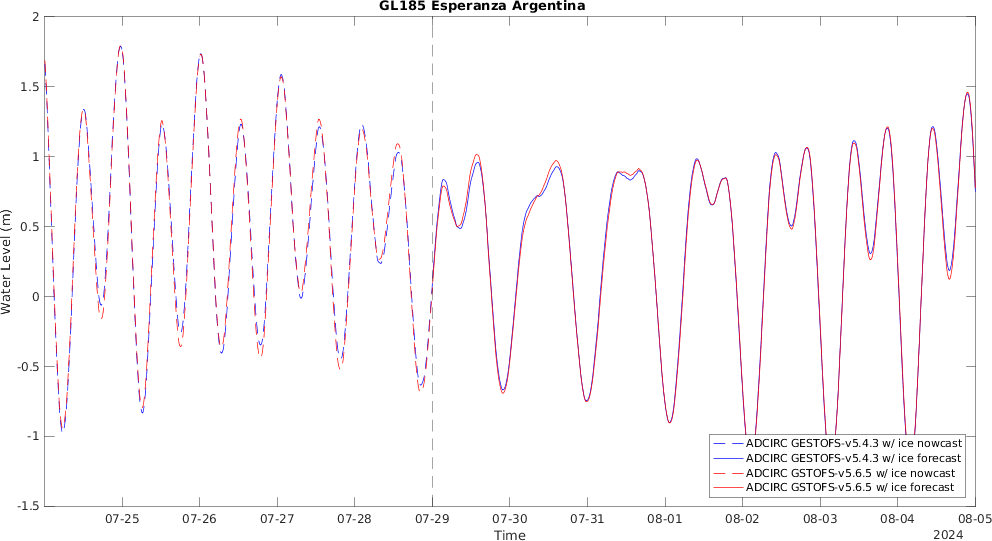 GL185 Esperanza Argentina
2
1.5
1
0.5
0
-0.5
-1
-1.5
Water Level (m)
ADCIRC GESTOFS-v5.4.3 w/ ice nowcast
ADCIRC GESTOFS-v5.4.3 w/ ice forecast
ADCIRC GSTOFS-v5.6.5 w/ ice nowcast
ADCIRC GSTOFS-v5.6.5 w/ ice forecast
07-25 07-26 07-27 07-28 07-29 07-30 07-31 08-01 08-02 08-03 08-04 08-05
Time
2024